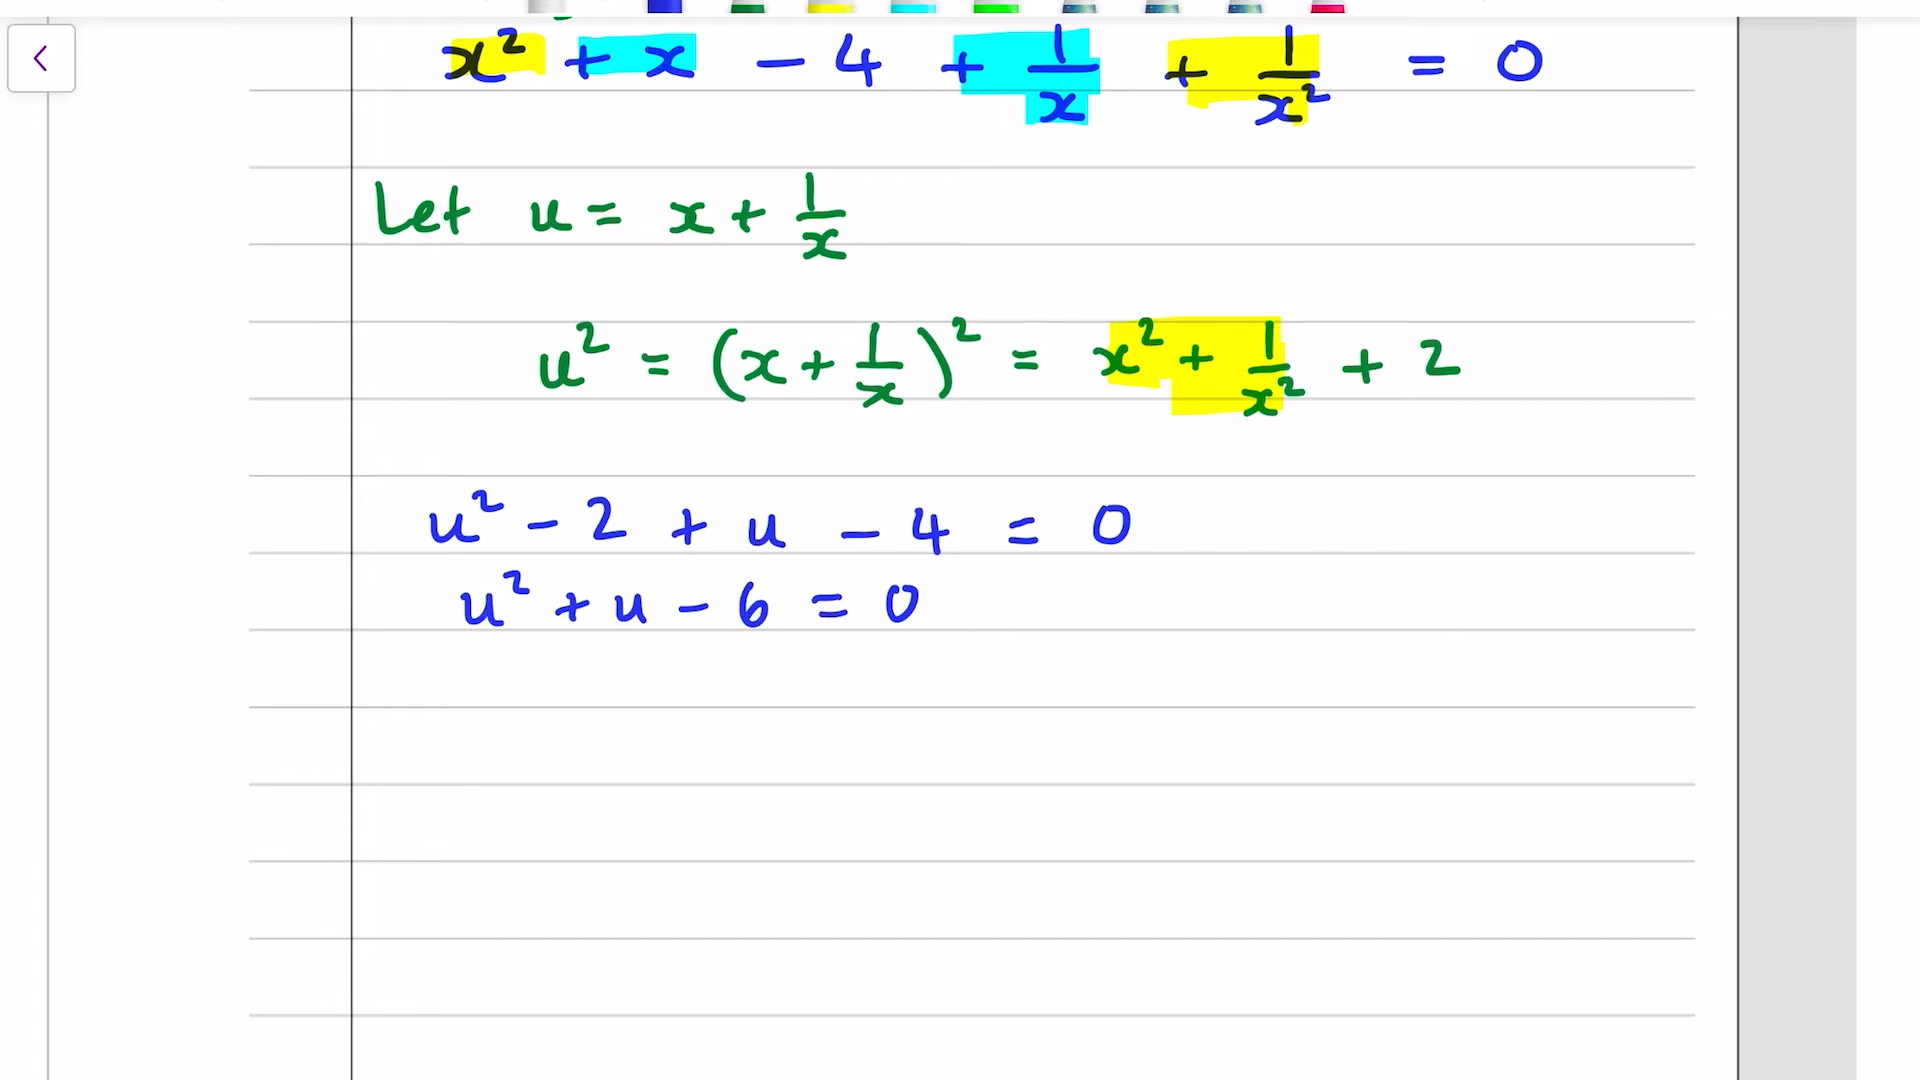 x² + x - 4 + 1/x + 1/x² = 0
Let u = x + 1/x
u² = (x + 1/x)² = x² + 1/x² + 2
u² - 2 + u - 4 = 0
u² + u - 6 = 0